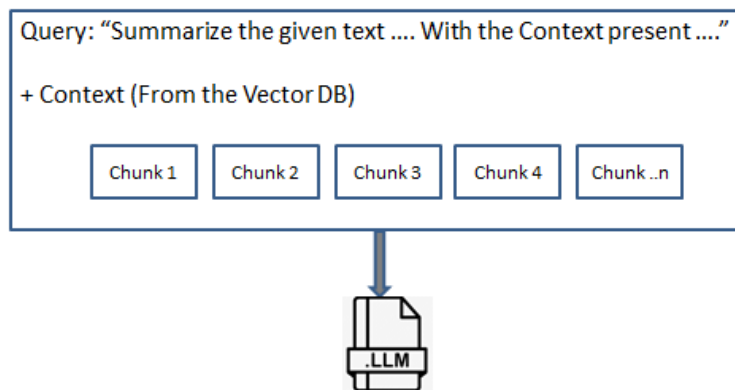 Query: “Summarize the given text .... With the Context present ....”
+ Context (From the Vector DB)
Chunk 1 Chunk 2 Chunk 3 Chunk 4 Chunk ..n
.LLM